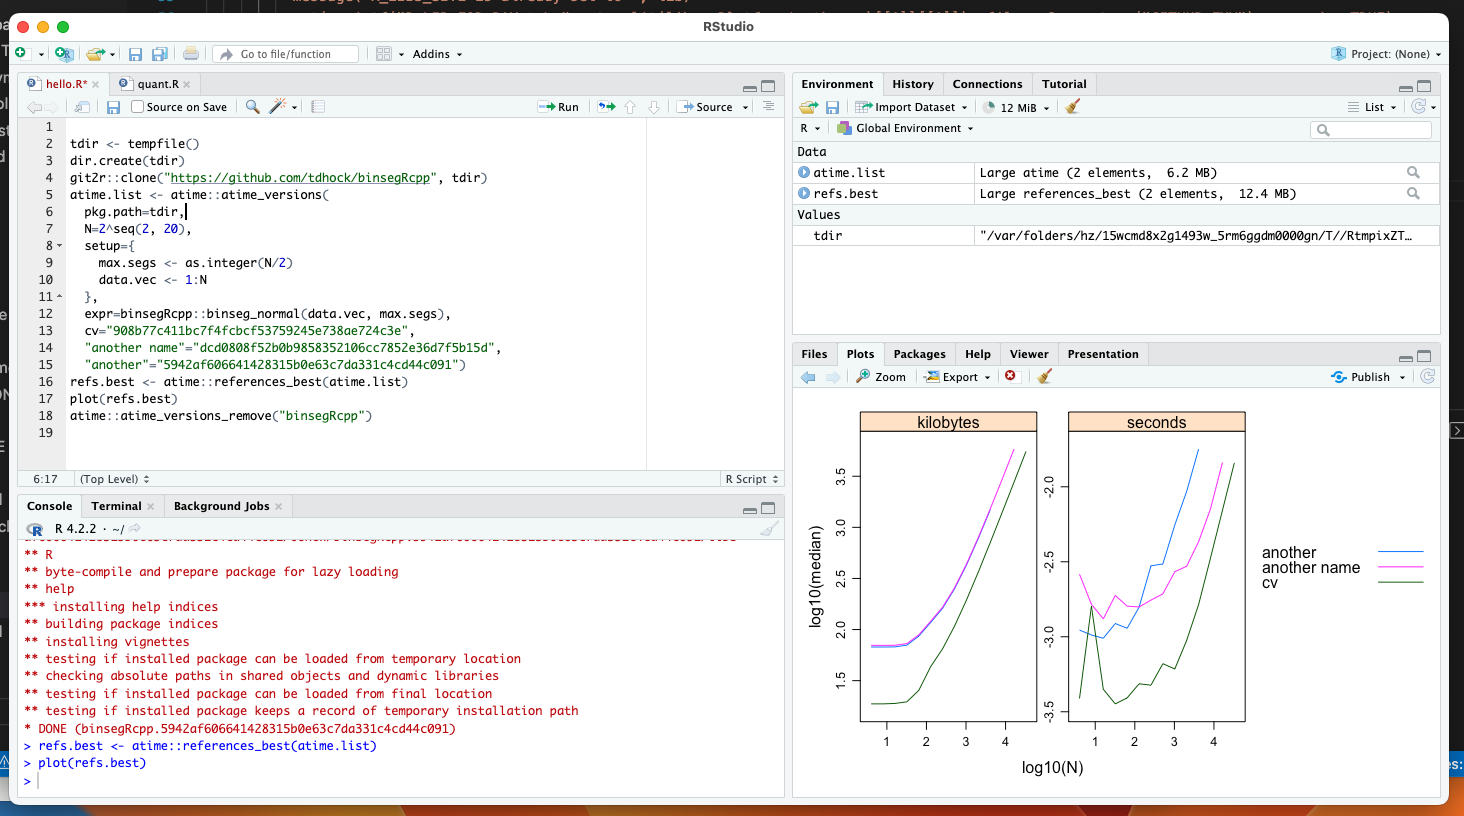 RStudio
Go to file/function
Addins
Project: (None)
hello.R*
quant.R
Source on Save
Run
Source
1
2 tdir <- tempfile()
3 dir.create(tdir)
4 git2r::clone("https://github.com/tdhock/binsegRcpp", tdir)
5 atime.list <- atime::atime_versions(
6 pkg.path=tdir,
7 N=2^seq(2, 20),
8 setup={
9 max.segs <- as.integer(N/2)
10 data.vec <- 1:N
11 },
12 expr=binsegRcpp::binseg_normal(data.vec, max.segs),
13 cv="908b77c411bc7f4fcbcf53759245e738ae724c3e",
14 "another name"="dcd0808f52b0b9858352106cc7852e36d7f5b15d",
15 "another"="5942af606641428315b0e63c7da331c4cd44c091")
16 refs.best <- atime::references_best(atime.list)
17 plot(refs.best)
18 atime::atime_versions_remove("binsegRcpp")
19
6:17 (Top Level) R Script
Console Terminal Background Jobs
R 4.2.2 · ~/
** R
** byte-compile and prepare package for lazy loading
** help
*** installing help indices
** building package indices
** installing vignettes
** testing if installed package can be loaded from temporary location
** checking absolute paths in shared objects and dynamic libraries
** testing if installed package can be loaded from final location
** testing if installed package keeps a record of temporary installation path
* DONE (binsegRcpp.5942af606641428315b0e63c7da331c4cd44c091)
> refs.best <- atime::references_best(atime.list)
> plot(refs.best)
>
Environment History Connections Tutorial
Import Dataset 12 MiB List
R Global Environment
Data
atime.list Large atime (2 elements, 6.2 MB)
refs.best Large references_best (2 elements, 12.4 MB)
Values
tdir "/var/folders/hz/15wcmd8x2g1493w_5rm6ggdm0000gn/T//RtmpixZT…
Files Plots Packages Help Viewer Presentation
Zoom Export Publish
kilobytes
seconds
log10(median)
3.5
3.0
2.5
2.0
1.5
-2.0
-2.5
-3.0
-3.5
1 2 3 4
1 2 3 4
log10(N)
another
another name
cv